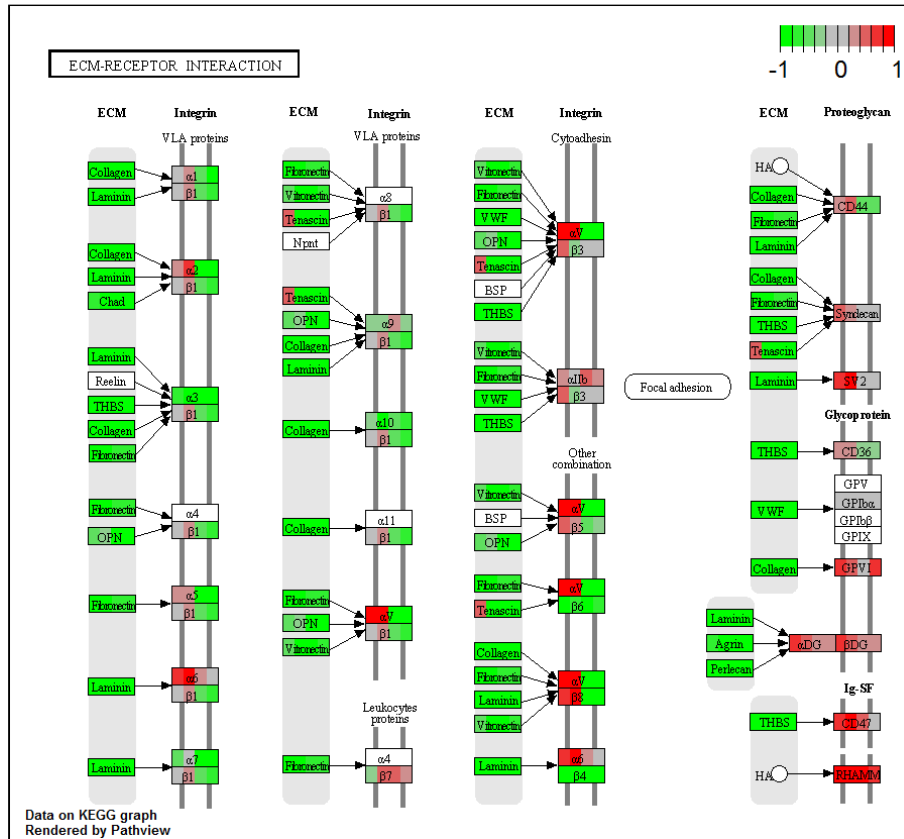 ECM-RECEPTOR INTERACTION
-1 0 1
ECM
Integrin
VLA proteins
Collagen
Laminin
α1
β1
Collagen
Laminin
Chad
α2
β1
Laminin
Reelin
THBS
Collagen
Fibronectin
α3
β1
Fibronectin
OPN
α4
β1
Fibronectin
α5
β1
Laminin
α6
β1
Laminin
α7
β1
ECM
Integrin
VLA proteins
Fibronectin
Vitronectin
Tenascin
Npnt
α8
β1
Tenascin
OPN
Collagen
Laminin
α9
β1
Collagen
α10
β1
Collagen
α11
β1
Fibronectin
OPN
Vitronectin
αV
β1
Leukocytes
proteins
Fibronectin
α4
β7
ECM
Integrin
Cytoadhesin
Vitronectin
Fibronectin
VWF
OPN
Tenascin
BSP
THBS
αV
β3
Vitronectin
Fibronectin
VWF
THBS
αIIb
β3
Other
combination
Vitronectin
BSP
OPN
αV
β5
Fibronectin
Tenascin
αV
β6
Collagen
Fibronectin
Laminin
Vitronectin
αV
β8
Laminin
α6
β4
Focal adhesion
ECM
Proteoglycan
HA
Collagen
Fibronectin
Laminin
CD44
Collagen
Fibronectin
THBS
Tenascin
Syndecan
Laminin
SV2
Glycoprotein
THBS
CD36
VWF
GPV
GPIbα
GPIbβ
GPIX
Collagen
GPVI
Laminin
Agrin
Perlecan
αDG
βDG
Ig-SF
THBS
CD47
HA
RHAMM
Data on KEGG graph
Rendered by Pathview